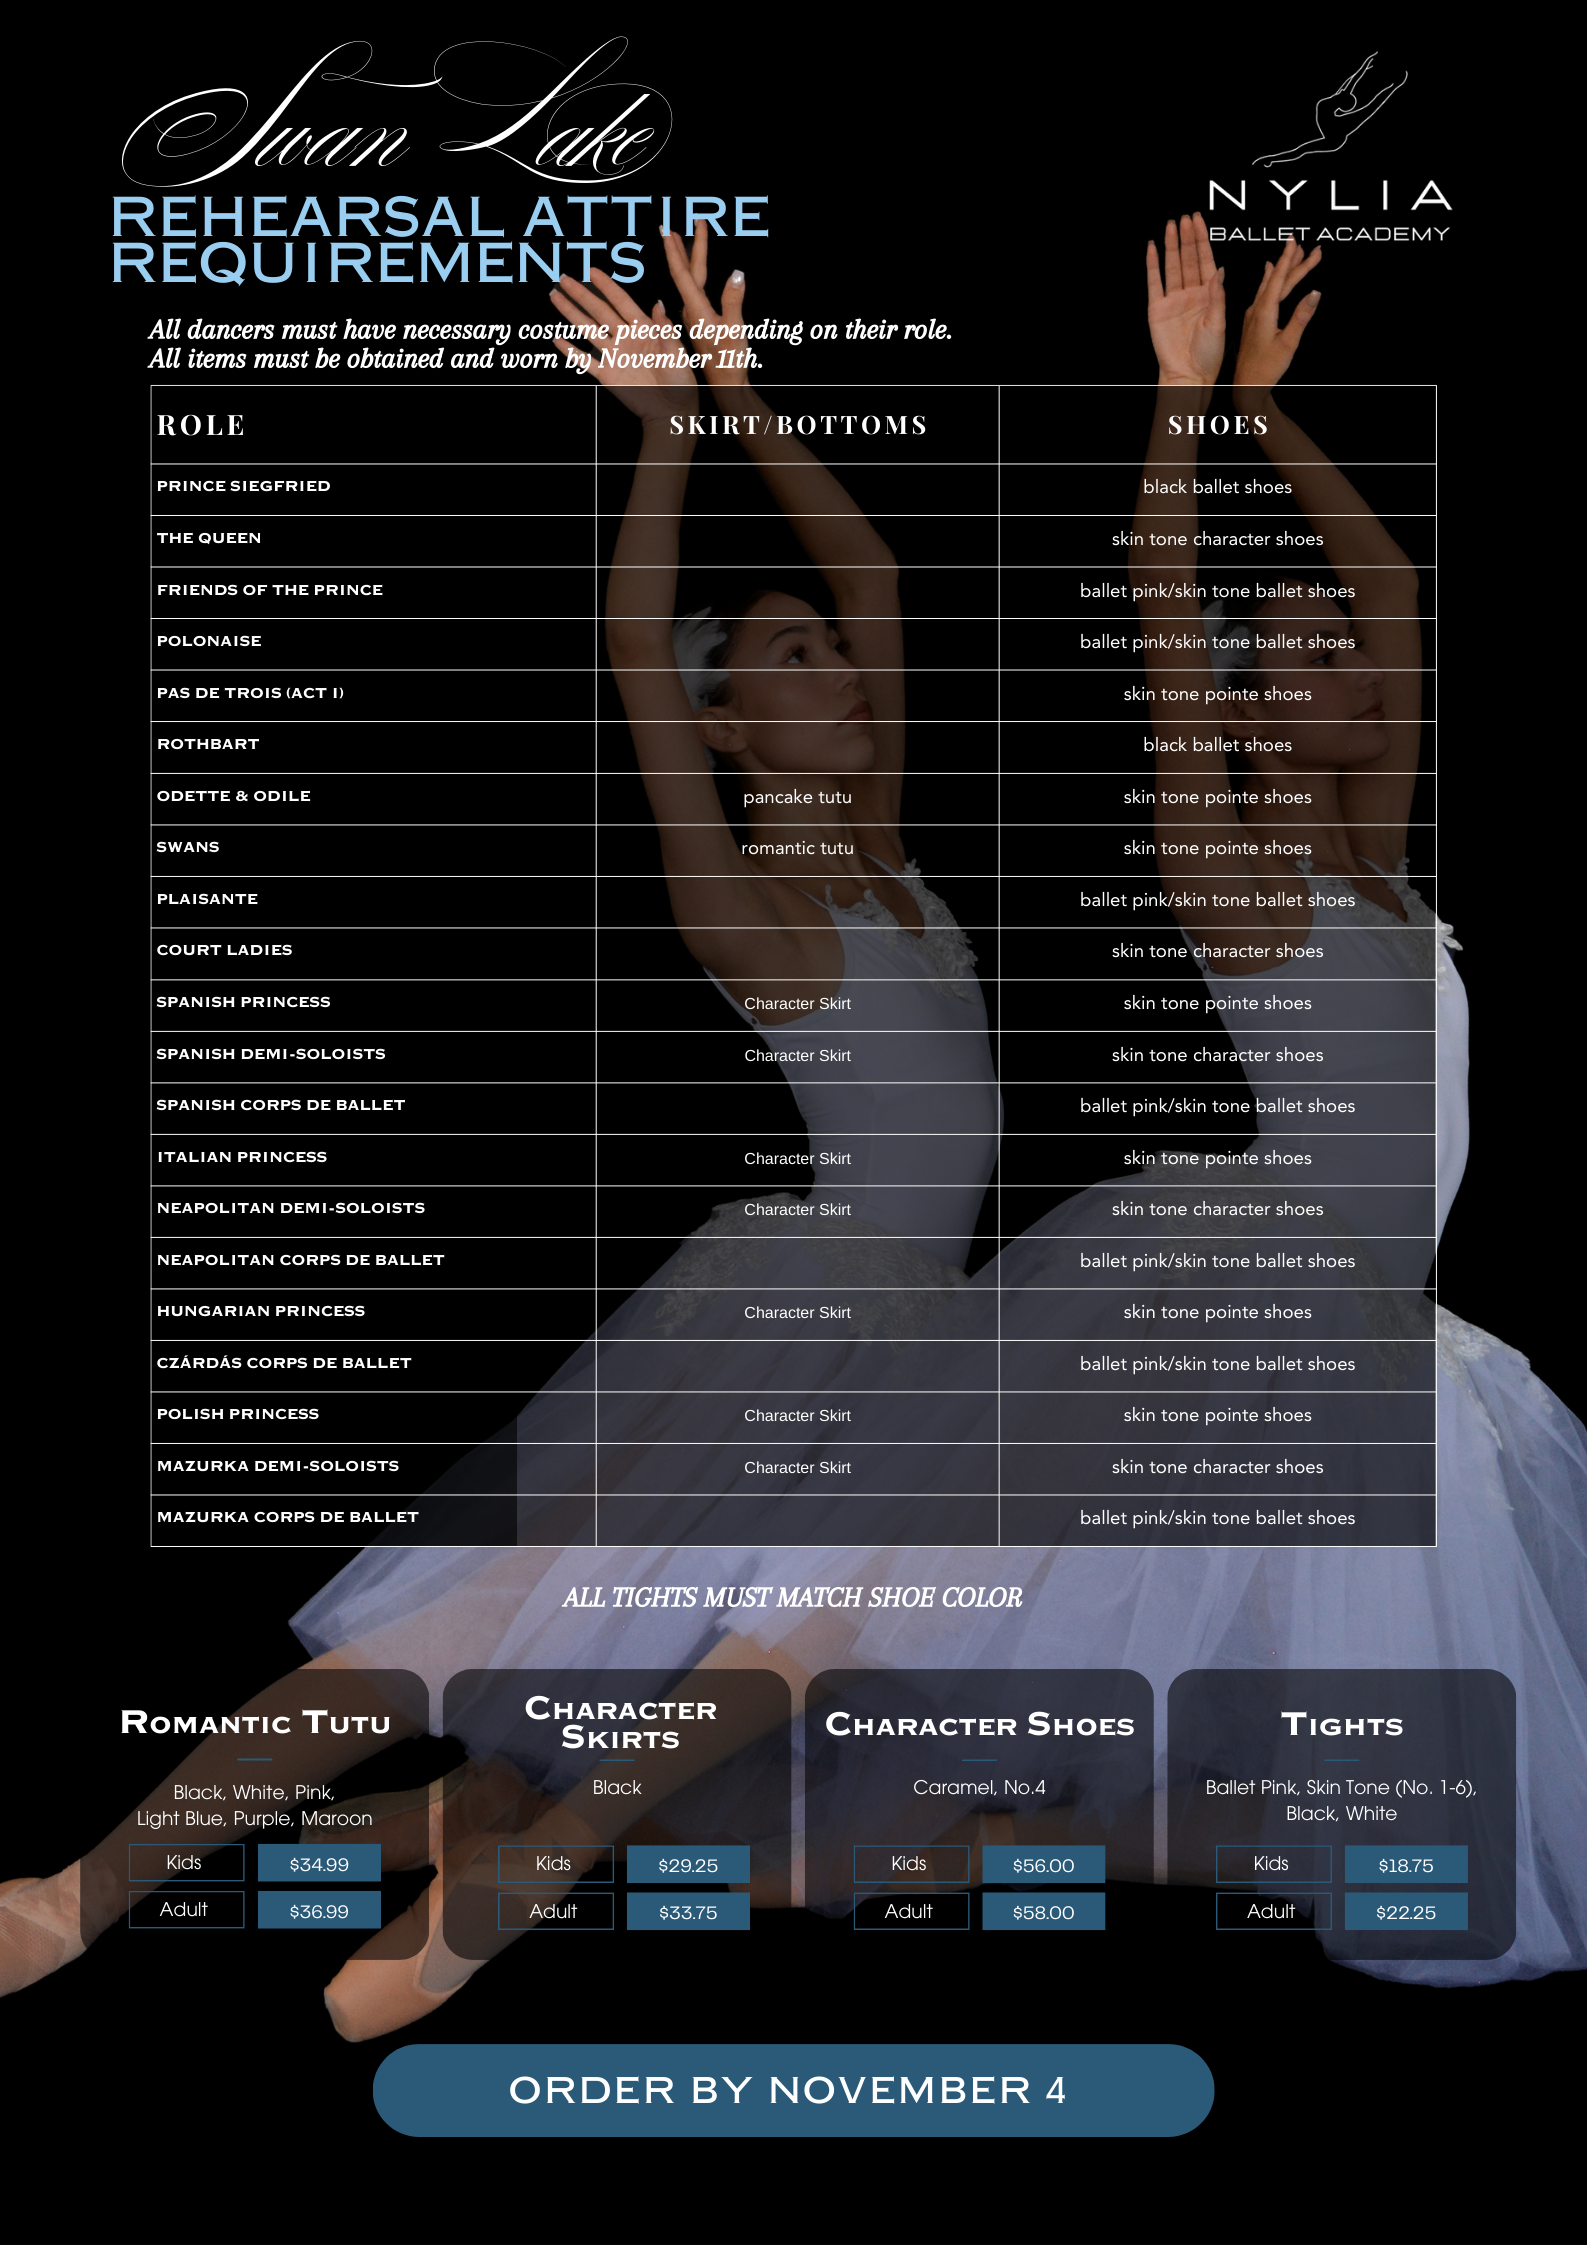 Swan Lake
REHEARSAL ATTIRE
REQUIREMENTS
NYLIA
BALLET ACADEMY
All dancers must have necessary costume pieces depending on their role.
All items must be obtained and worn by November 11th.
ROLE SKIRT/BOTTOMS SHOES
PRINCE SIEGFRIED black ballet shoes
THE QUEEN skin tone character shoes
FRIENDS OF THE PRINCE ballet pink/skin tone ballet shoes
POLONAISE ballet pink/skin tone ballet shoes
PAS DE TROIS (ACT I) skin tone pointe shoes
ROTHBART black ballet shoes
ODETTE & ODILE pancake tutu skin tone pointe shoes
SWANS romantic tutu skin tone pointe shoes
PLAISANTE ballet pink/skin tone ballet shoes
COURT LADIES skin tone character shoes
SPANISH PRINCESS Character Skirt skin tone pointe shoes
SPANISH DEMI-SOLOISTS Character Skirt skin tone character shoes
SPANISH CORPS DE BALLET ballet pink/skin tone ballet shoes
ITALIAN PRINCESS Character Skirt skin tone pointe shoes
NEAPOLITAN DEMI-SOLOISTS Character Skirt skin tone character shoes
NEAPOLITAN CORPS DE BALLET ballet pink/skin tone ballet shoes
HUNGARIAN PRINCESS Character Skirt skin tone pointe shoes
CZÁRDÁS CORPS DE BALLET ballet pink/skin tone ballet shoes
POLISH PRINCESS Character Skirt skin tone pointe shoes
MAZURKA DEMI-SOLOISTS Character Skirt skin tone character shoes
MAZURKA CORPS DE BALLET ballet pink/skin tone ballet shoes
ALL TIGHTS MUST MATCH SHOE COLOR
ROMANTIC TUTU
Black, White, Pink,
Light Blue, Purple, Maroon
Kids $34.99
Adult $36.99
CHARACTER
SKIRTS
Black
Kids $29.25
Adult $33.75
CHARACTER SHOES
Caramel, No.4
Kids $56.00
Adult $58.00
TIGHTS
Ballet Pink, Skin Tone (No. 1-6),
Black, White
Kids $18.75
Adult $22.25
ORDER BY NOVEMBER 4